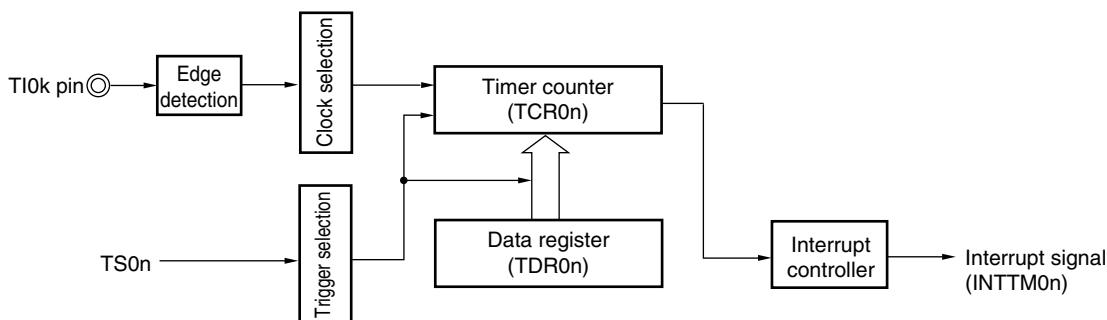 TI0k pin
Edge
detection
Clock selection
Timer counter
(TCR0n)
TS0n
Trigger selection
Data register
(TDR0n)
Interrupt
controller
Interrupt signal
(INTTM0n)